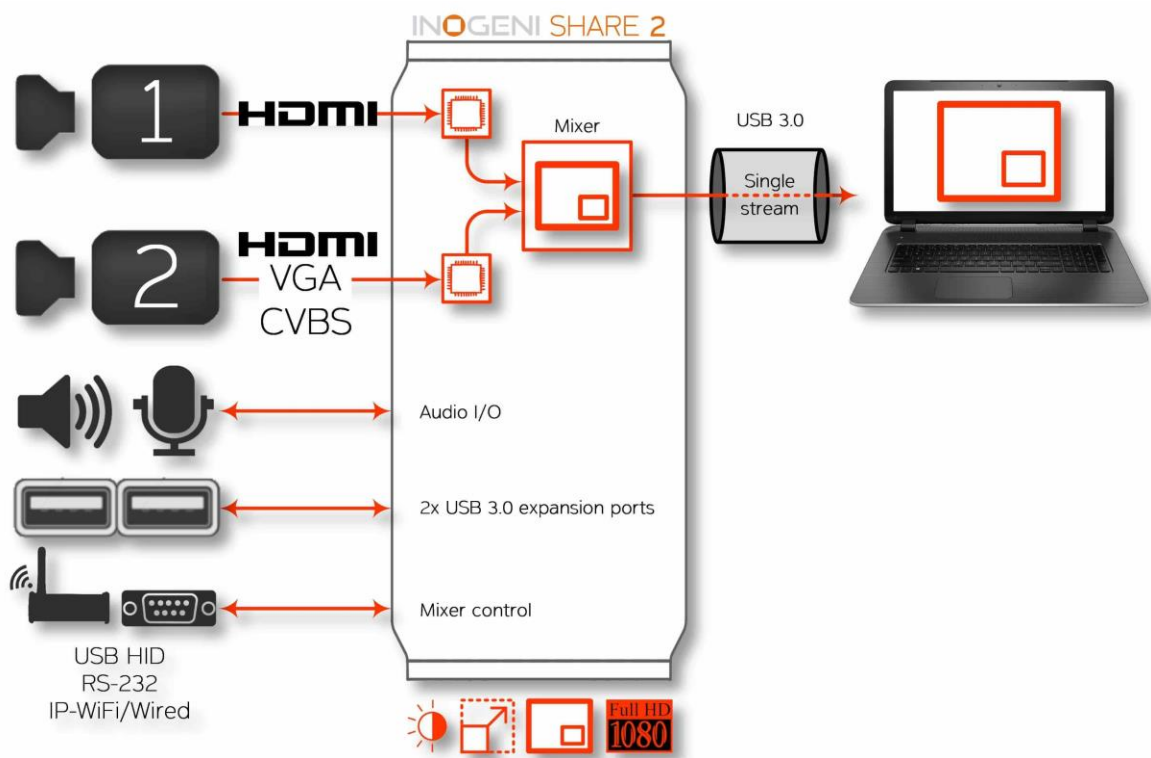 INOGENI SHARE 2
1
HDMI
Mixer
USB 3.0
Single
stream
2
HDMI
VGA
CVBS
Audio I/O
2x USB 3.0 expansion ports
Mixer control
USB HID
RS-232
IP-WiFi/Wired
Full HD
1080